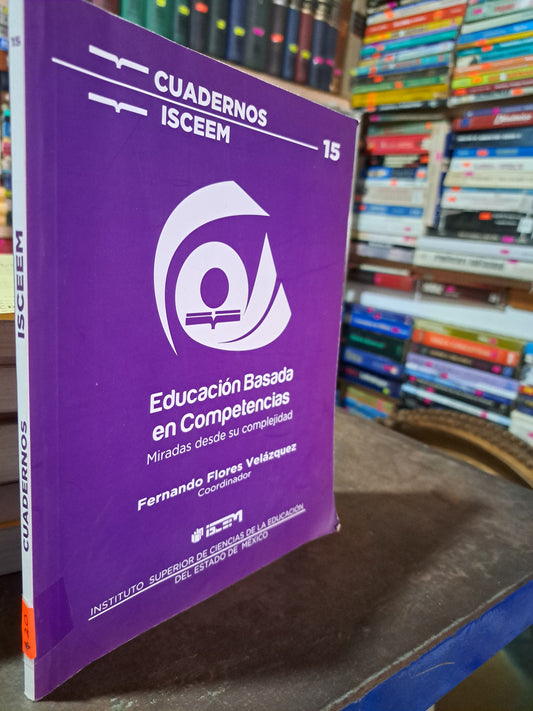 CUADERNOS
ISCEEM
15
Educación Basada
en Competencias
Miradas desde su complejidad
Fernando Flores Velázquez
Coordinador
ISCEEM
INSTITUTO SUPERIOR DE CIENCIAS DE LA EDUCACIÓN
DEL ESTADO DE MÉXICO
15
ISCEEM
CUADERNOS
$20